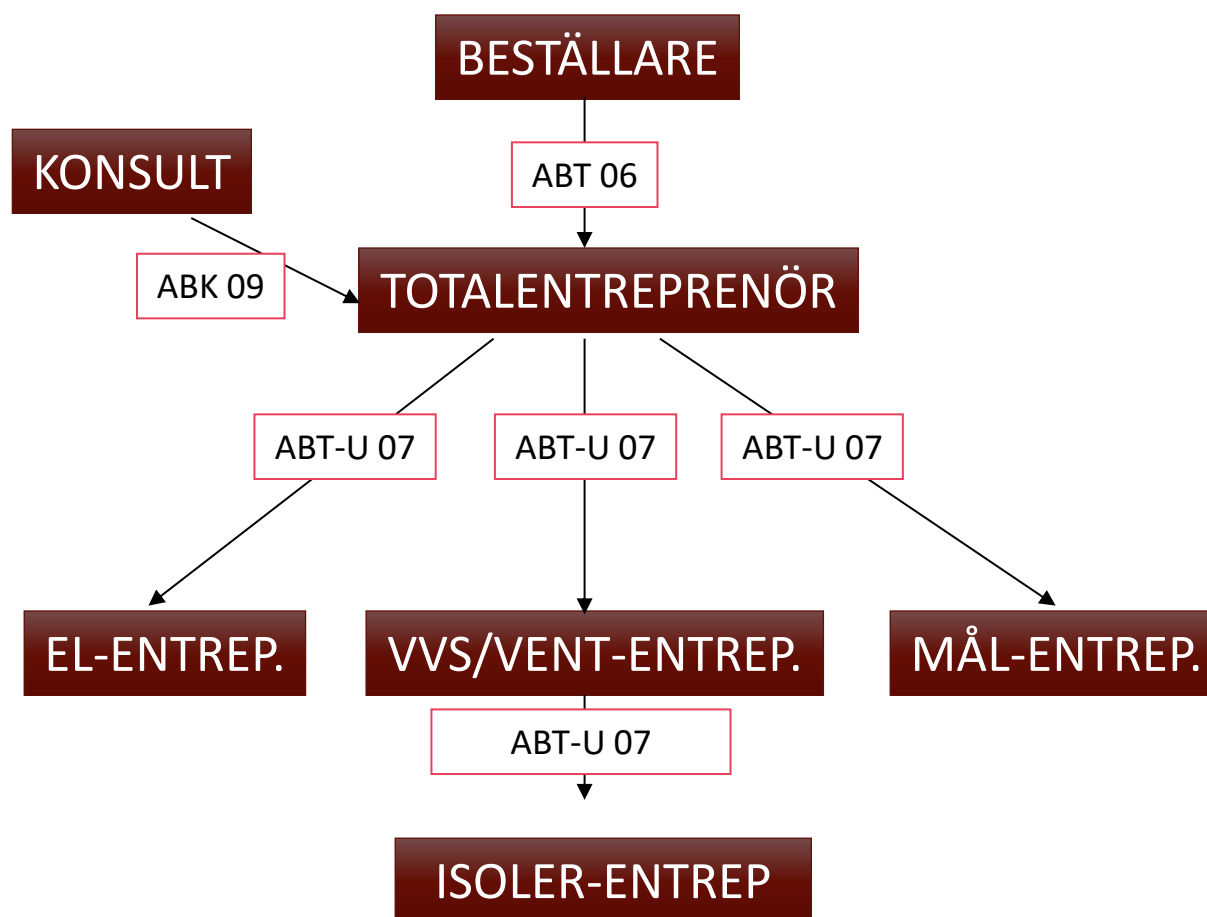 BESTÄLLARE
KONSULT
ABT 06
ABK 09
TOTALENTREPRENÖR
ABT-U 07
ABT-U 07
ABT-U 07
EL-ENTREP.
VVS/VENT-ENTREP.
MÅL-ENTREP.
ABT-U 07
ISOLER-ENTREP